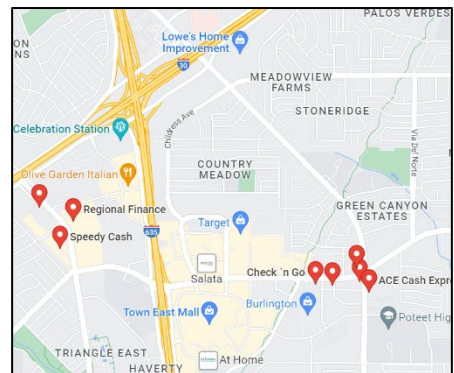 PALOS VERDES
ON
NS
Lowe's Home
Improvement
30
MEADOWVIEW
FARMS
STONERIDGE
Childress Ave
Via Del Norte
Celebration Station
COUNTRY
MEADOW
Olive Garden Italian
GREEN CANYON
ESTATES
Regional Finance
Target
635
Speedy Cash
Salata
Check `n Go
ACE Cash Expr
Burlington
Town East Mall
Poteet Hig
TRIANGLE EAST
At Home
HAVERTY